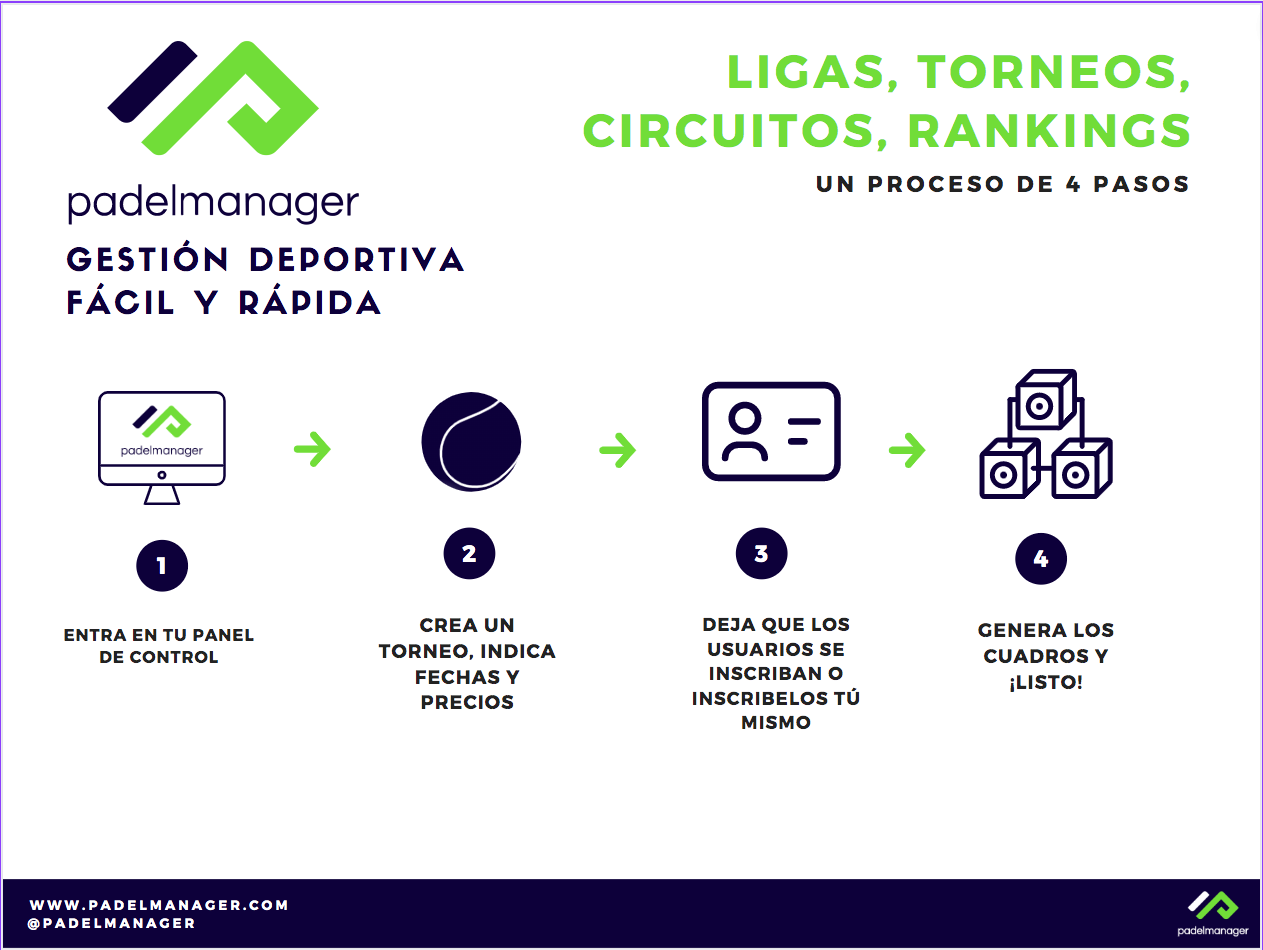 padelmanager
GESTIÓN DEPORTIVA
FÁCIL Y RÁPIDA
LIGAS, TORNEOS,
CIRCUITOS, RANKINGS
UN PROCESO DE 4 PASOS
padelmanager
1
ENTRA EN TU PANEL
DE CONTROL
2
CREA UN
TORNEO, INDICA
FECHAS Y
PRECIOS
3
DEJA QUE LOS
USUARIOS SE
INSCRIBAN O
INSCRIBELOS TÚ
MISMO
4
GENERA LOS
CUADROS Y
¡LISTO!
WWW.PADELMANAGER.COM
@PADELMANAGER
padelmanager